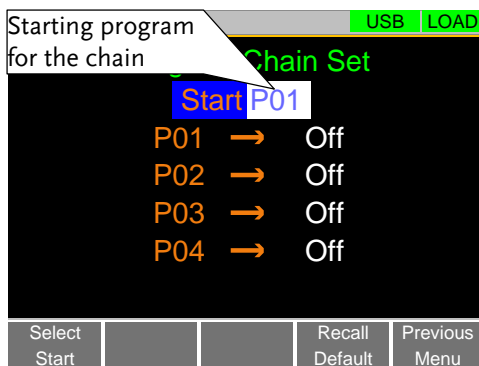 Starting program
for the chain
USB LOAD
Chain Set
Start P01
P01 → Off
P02 → Off
P03 → Off
P04 → Off
Select Start
Recall Default
Previous Menu